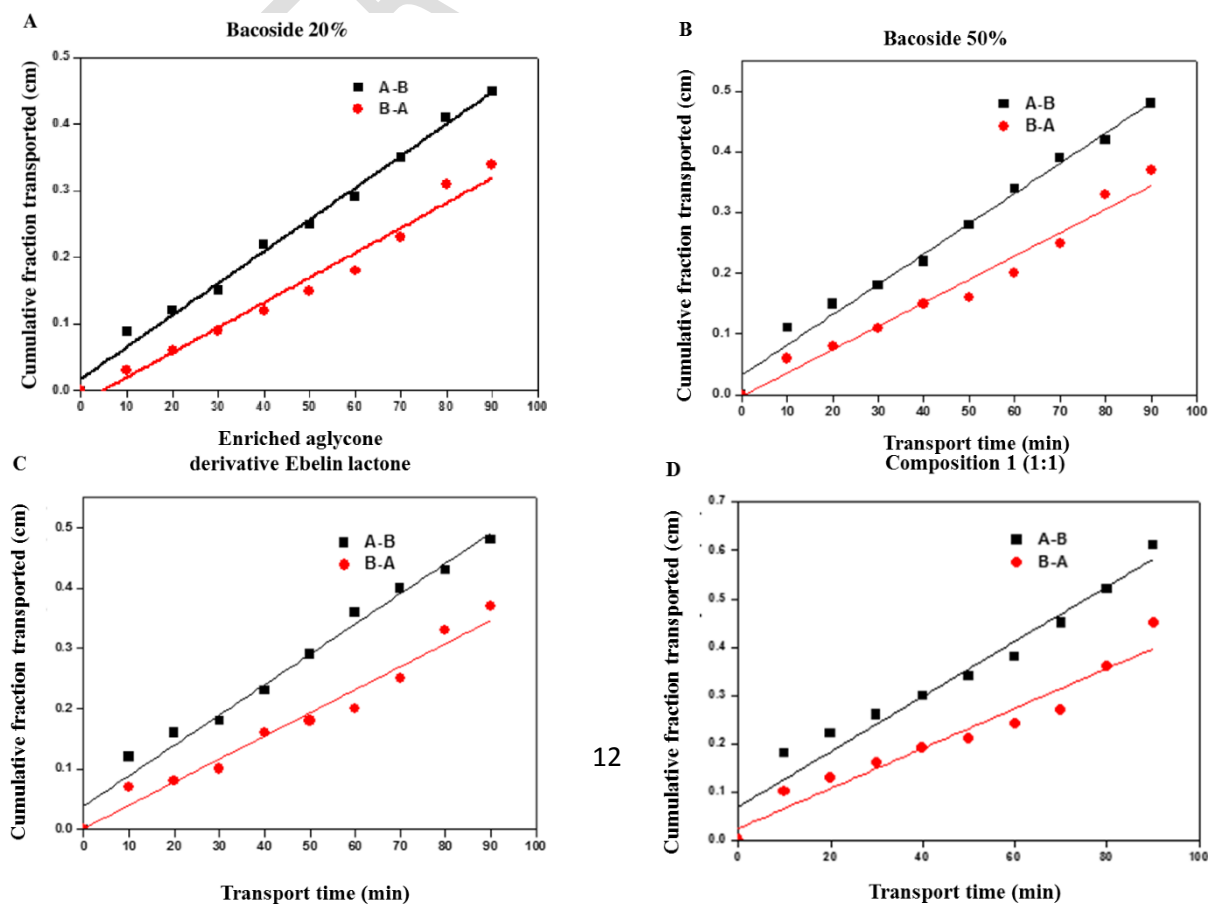 A
Bacoside 20%
Cumulative fraction transported (cm)
0.5
0.4
0.3
0.2
0.1
0.0
A-B
B-A
0 10 20 30 40 50 60 70 80 90 100
B
Bacoside 50%
Cumulative fraction transported (cm)
0.5
0.4
0.3
0.2
0.1
0.0
A-B
B-A
0 10 20 30 40 50 60 70 80 90 100
Transport time (min)
C
Enriched aglycone
derivative Ebelin lactone
Cumulative fraction transported (cm)
0.5
0.4
0.3
0.2
0.1
0.0
A-B
B-A
0 10 20 30 40 50 60 70 80 90 100
Transport time (min)
12
D
Composition 1 (1:1)
Cumulative fraction transported (cm)
0.7
0.6
0.5
0.4
0.3
0.2
0.1
0.0
A-B
B-A
0 20 40 60 80 100
Transport time (min)